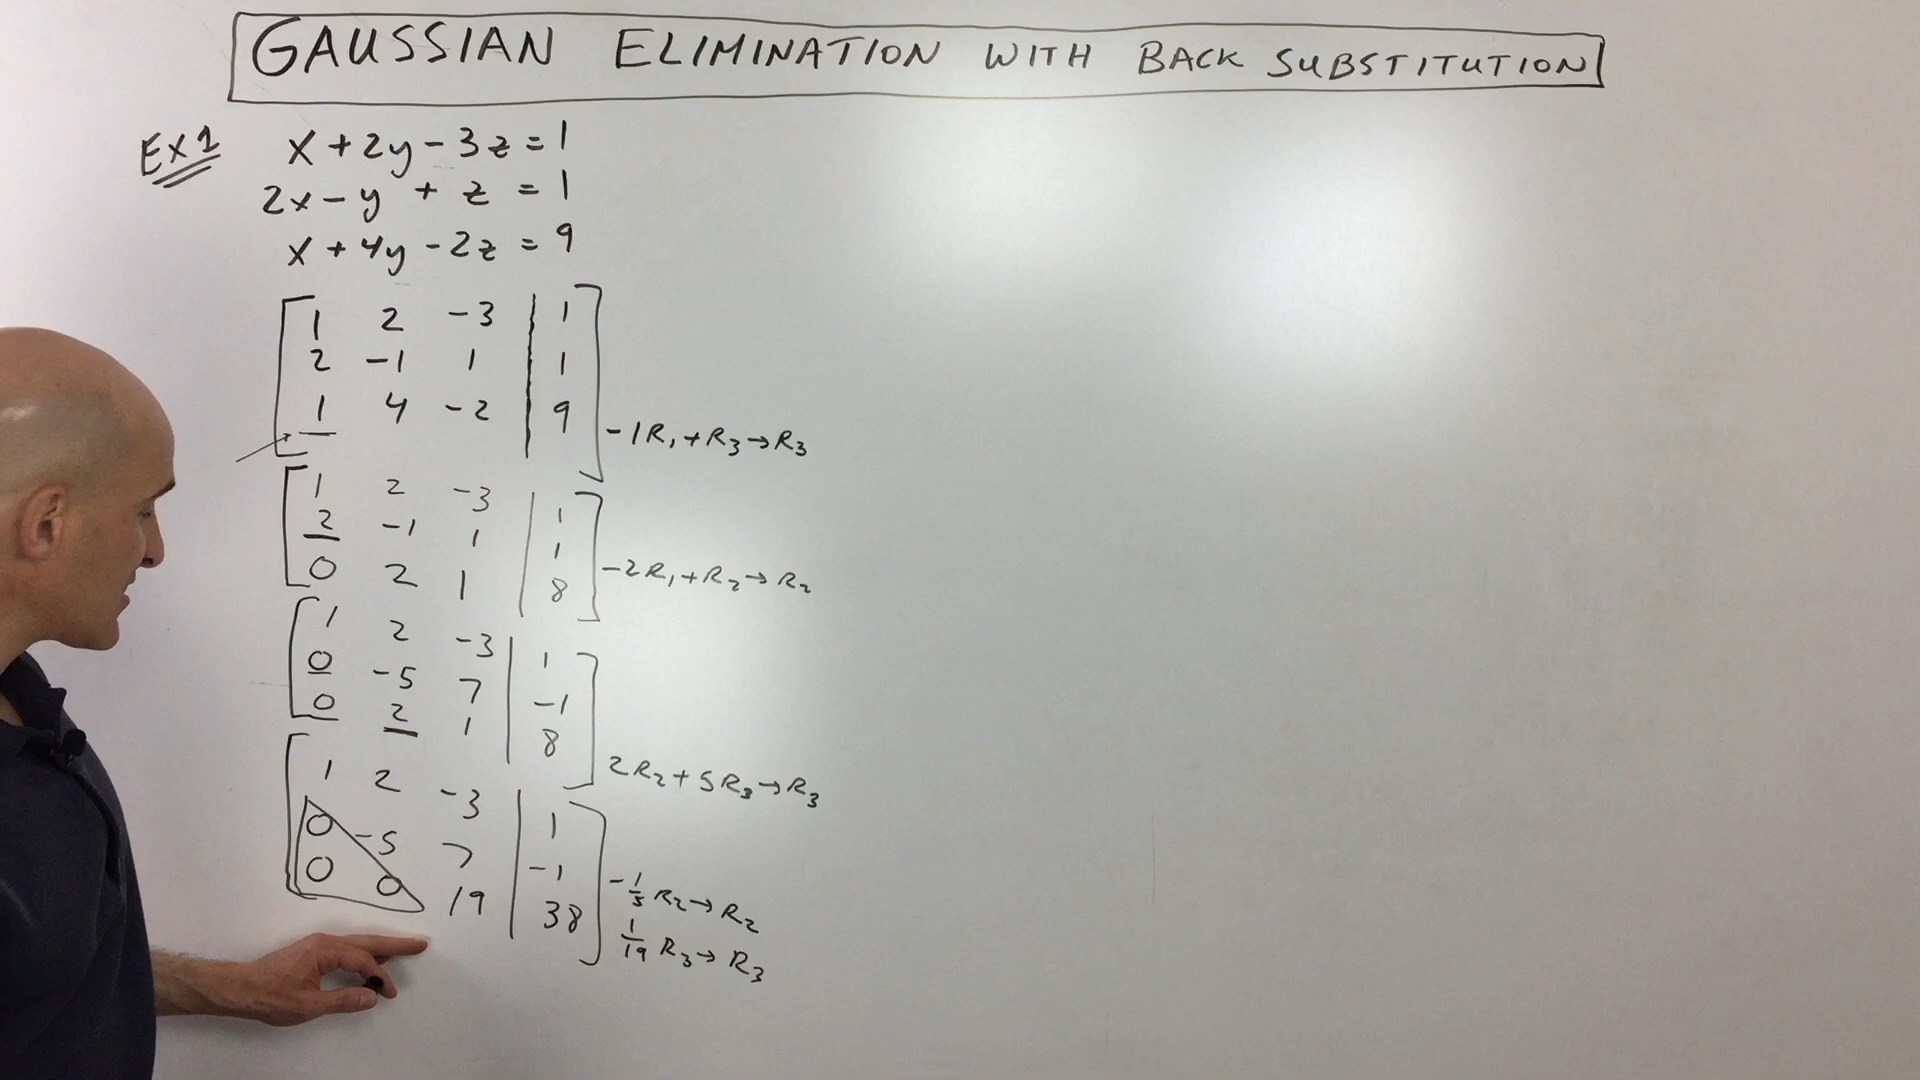 GAUSSIAN ELIMINATION WITH BACK SUBSTITUTION
EX 1
x + 2y - 3z = 1
2x - y + z = 1
x + 4y - 2z = 9
1 2 -3 | 1
2 -1 1 | 1
1 4 -2 | 9
-1R₁ + R₃ → R₃
1 2 -3 | 1
2 -1 1 | 1
0 2 1 | 8
-2R₁ + R₂ → R₂
1 2 -3 | 1
0 -5 7 | -1
0 2 1 | 8
2R₂ + 5R₃ → R₃
1 2 -3 | 1
0 -5 7 | -1
0 0 19 | 38
-1/5 R₂ → R₂
1/19 R₃ → R₃